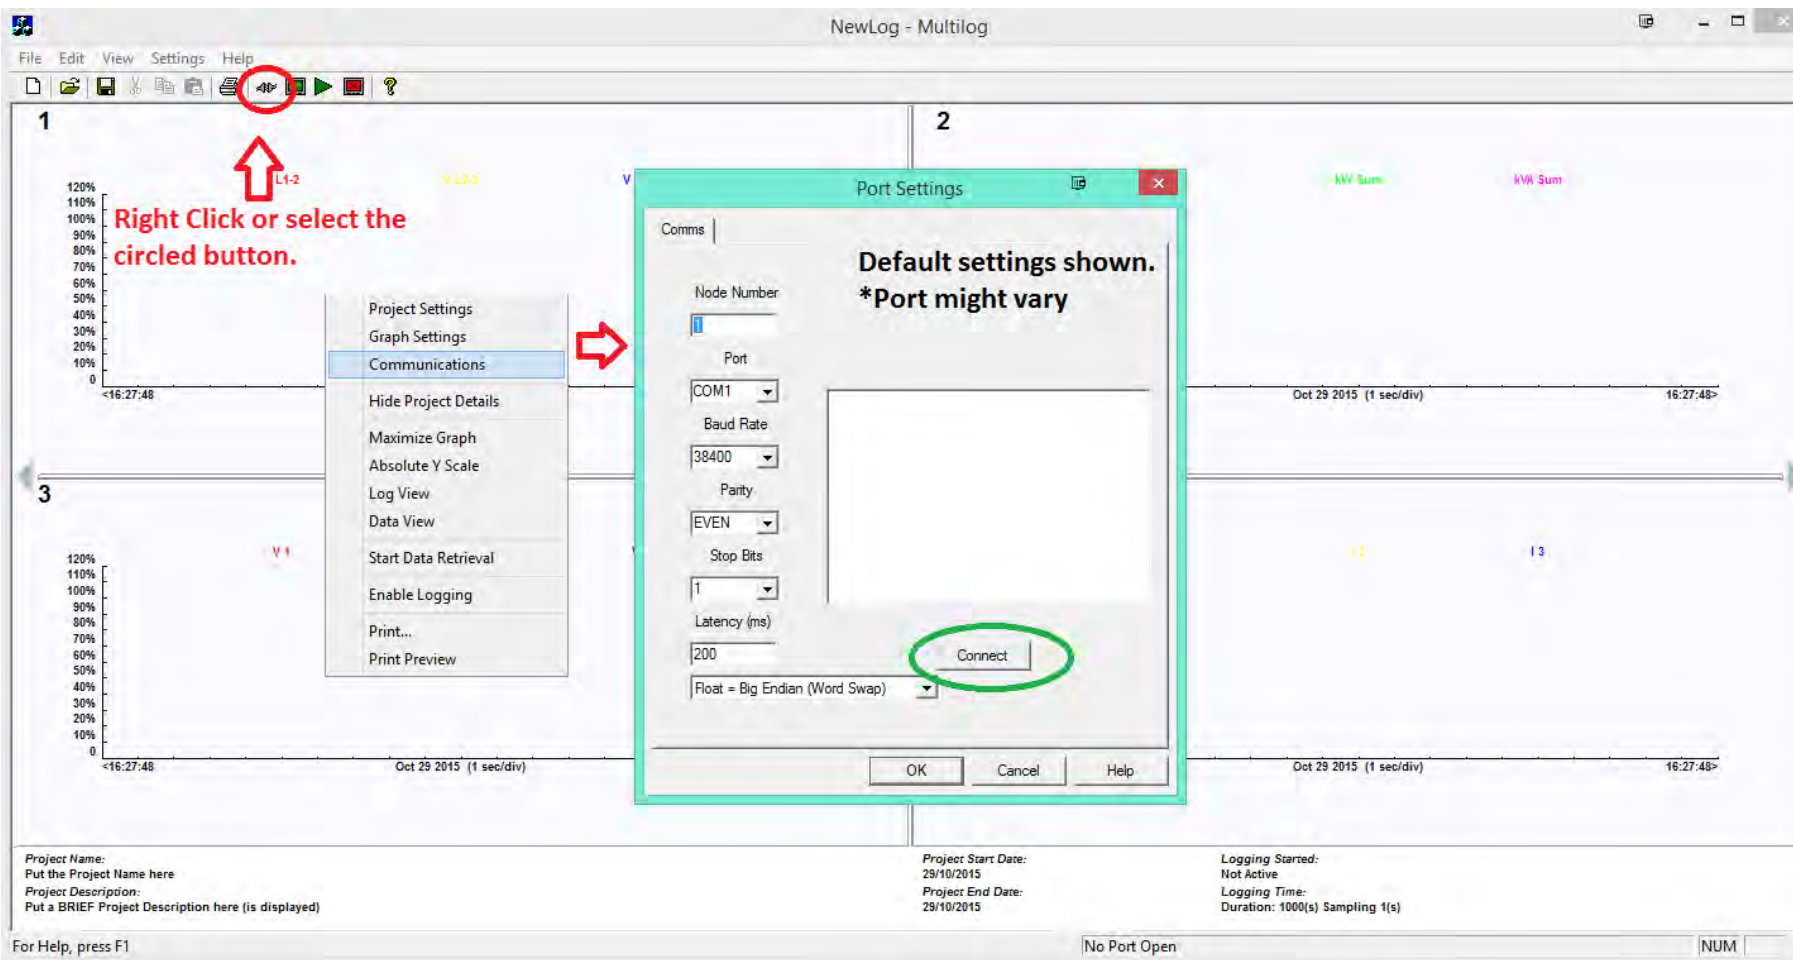 NewLog - Multilog
File Edit View Settings Help
1
2
L1-2
V L2-3
V
kW Sum
kVA Sum
120%
110%
100%
90%
80%
70%
60%
50%
40%
30%
20%
10%
0
<16:27:48
Right Click or select the
circled button.
Project Settings
Graph Settings
Communications
Hide Project Details
Maximize Graph
Absolute Y Scale
Log View
Data View
Start Data Retrieval
Enable Logging
Print...
Print Preview
Port Settings
Comms
Default settings shown.
*Port might vary
Node Number
1
Port
COM1
Baud Rate
38400
Parity
EVEN
Stop Bits
1
Latency (ms)
200
Float = Big Endian (Word Swap)
Connect
OK Cancel Help
Oct 29 2015 (1 sec/div)
16:27:48>
3
V 1
I 2
I 3
120%
110%
100%
90%
80%
70%
60%
50%
40%
30%
20%
10%
0
<16:27:48
Oct 29 2015 (1 sec/div)
Oct 29 2015 (1 sec/div)
16:27:48>
Project Name:
Put the Project Name here
Project Description:
Put a BRIEF Project Description here (is displayed)
Project Start Date:
29/10/2015
Project End Date:
29/10/2015
Logging Started:
Not Active
Logging Time:
Duration: 1000(s) Sampling 1(s)
For Help, press F1
No Port Open
NUM